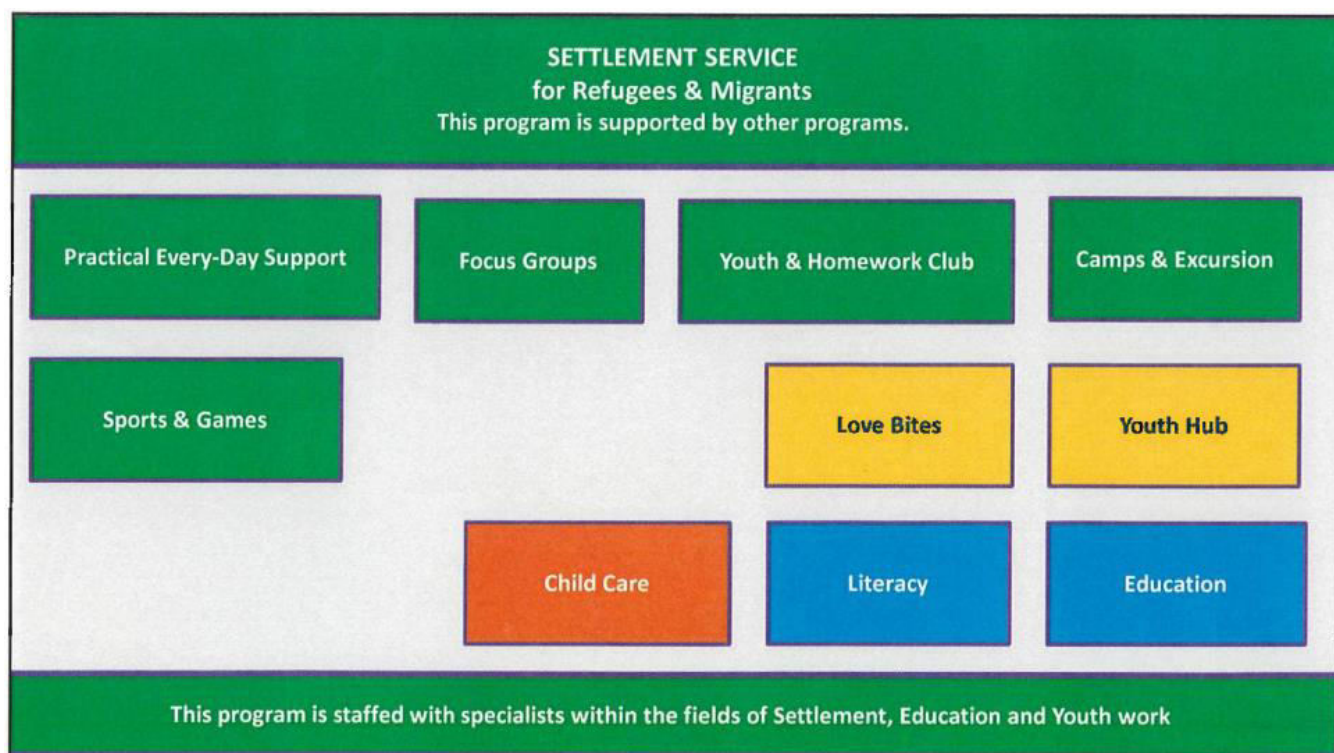 SETTLEMENT SERVICE
for Refugees & Migrants
This program is supported by other programs.
Practical Every-Day Support
Focus Groups
Youth & Homework Club
Camps & Excursion
Sports & Games
Love Bites
Youth Hub
Child Care
Literacy
Education
This program is staffed with specialists within the fields of Settlement, Education and Youth work